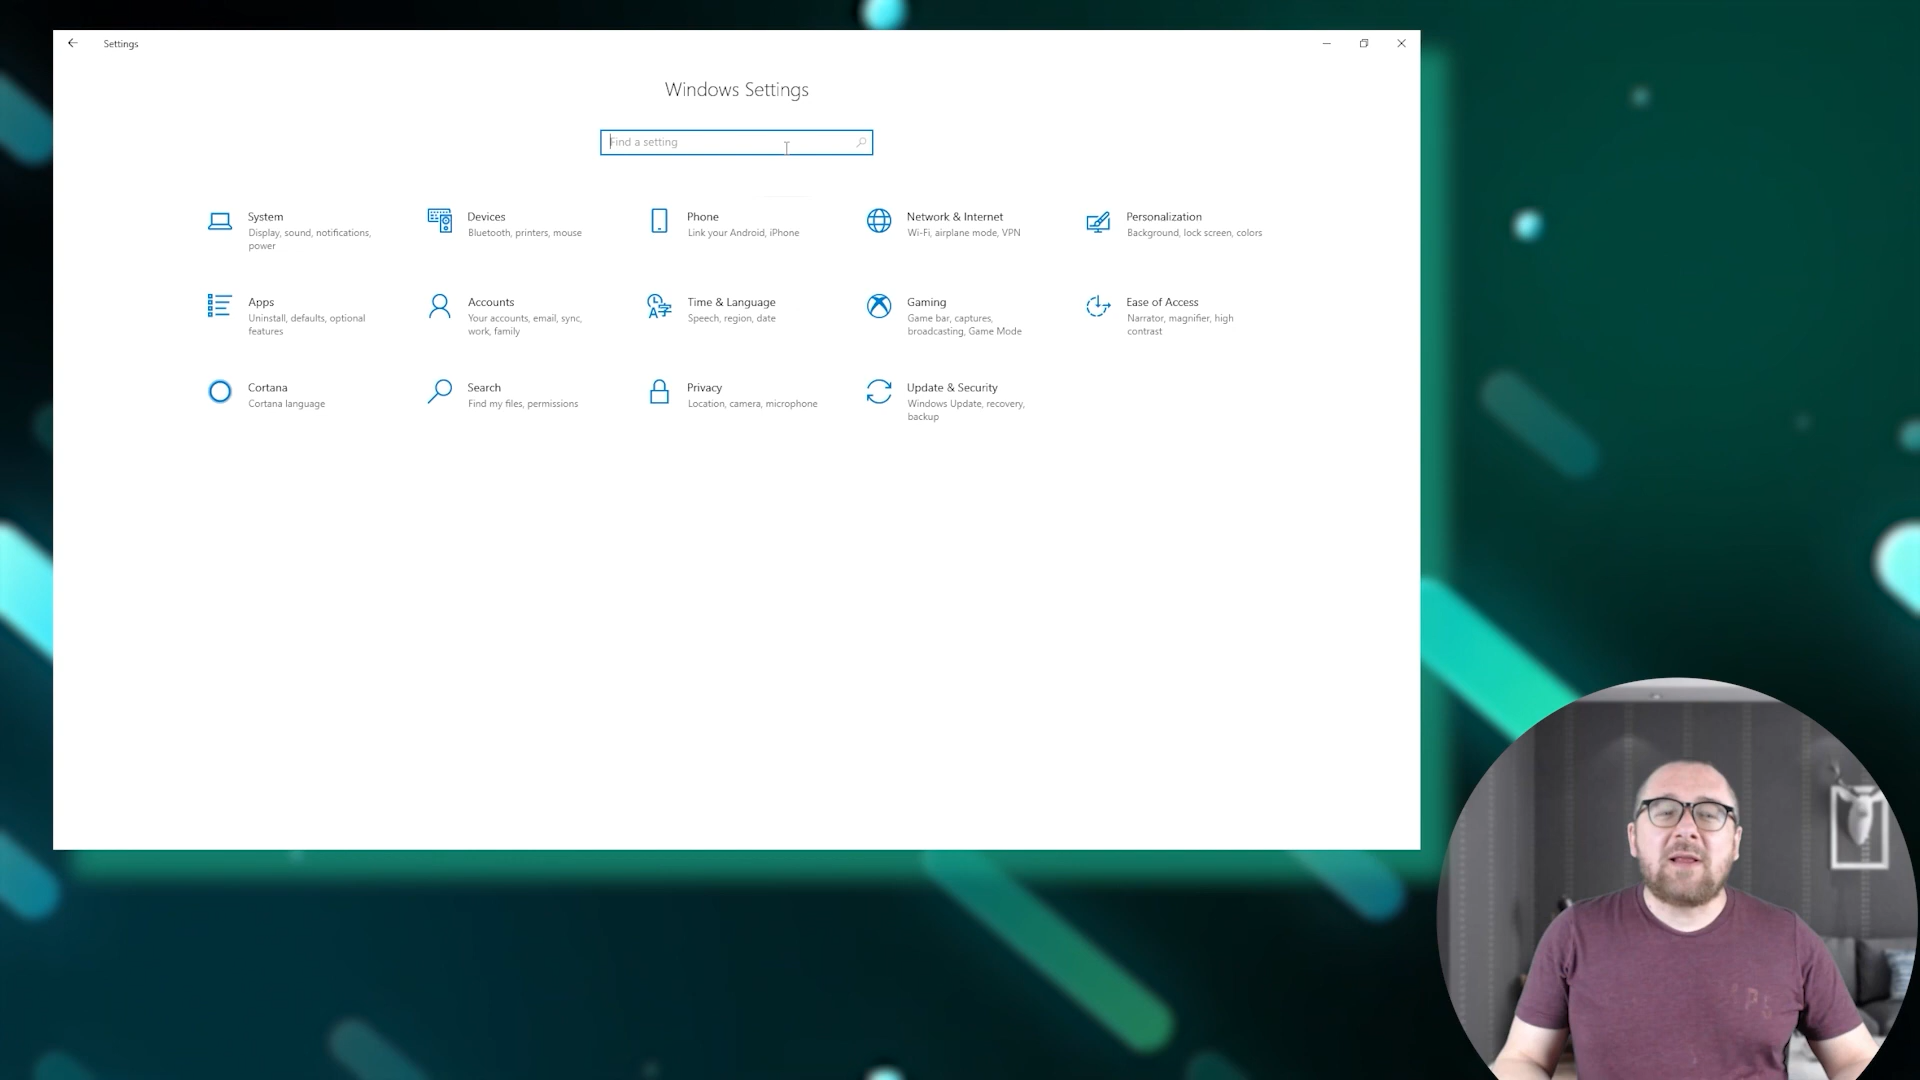 Settings
Windows Settings
Find a setting
System
Display, sound, notifications,
power
Devices
Bluetooth, printers, mouse
Phone
Link your Android, iPhone
Network & Internet
Wi-Fi, airplane mode, VPN
Personalization
Background, lock screen, colors
Apps
Uninstall, defaults, optional
features
Accounts
Your accounts, email, sync,
work, family
Time & Language
Speech, region, date
Gaming
Game bar, captures,
broadcasting, Game Mode
Ease of Access
Narrator, magnifier, high
contrast
Cortana
Cortana language
Search
Find my files, permissions
Privacy
Location, camera, microphone
Update & Security
Windows Update, recovery,
backup